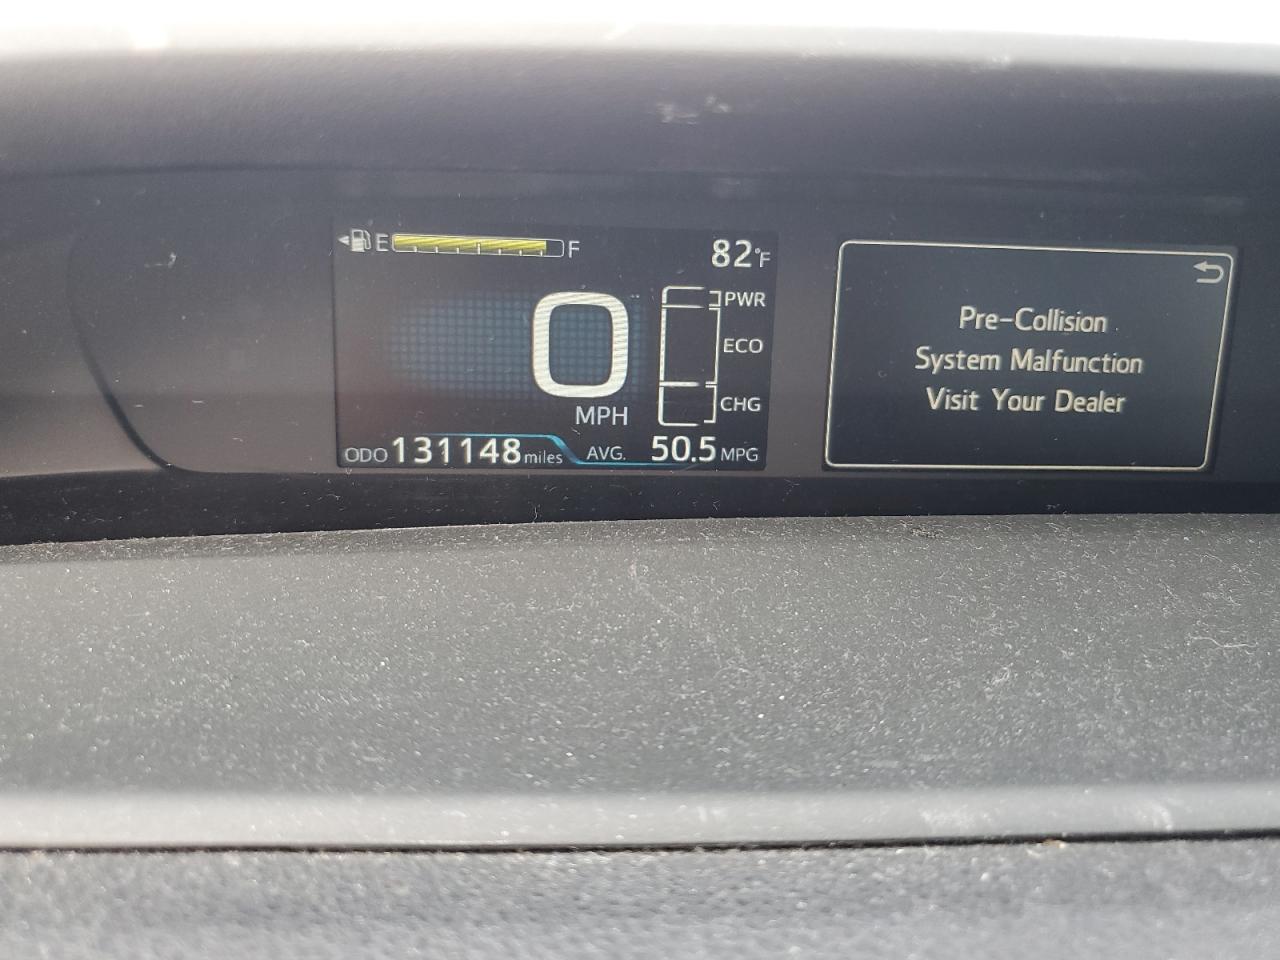 E F 82°F
PWR
ECO
0
CHG
MPH
ODO 131148 miles AVG. 50.5 MPG
Pre-Collision
System Malfunction
Visit Your Dealer